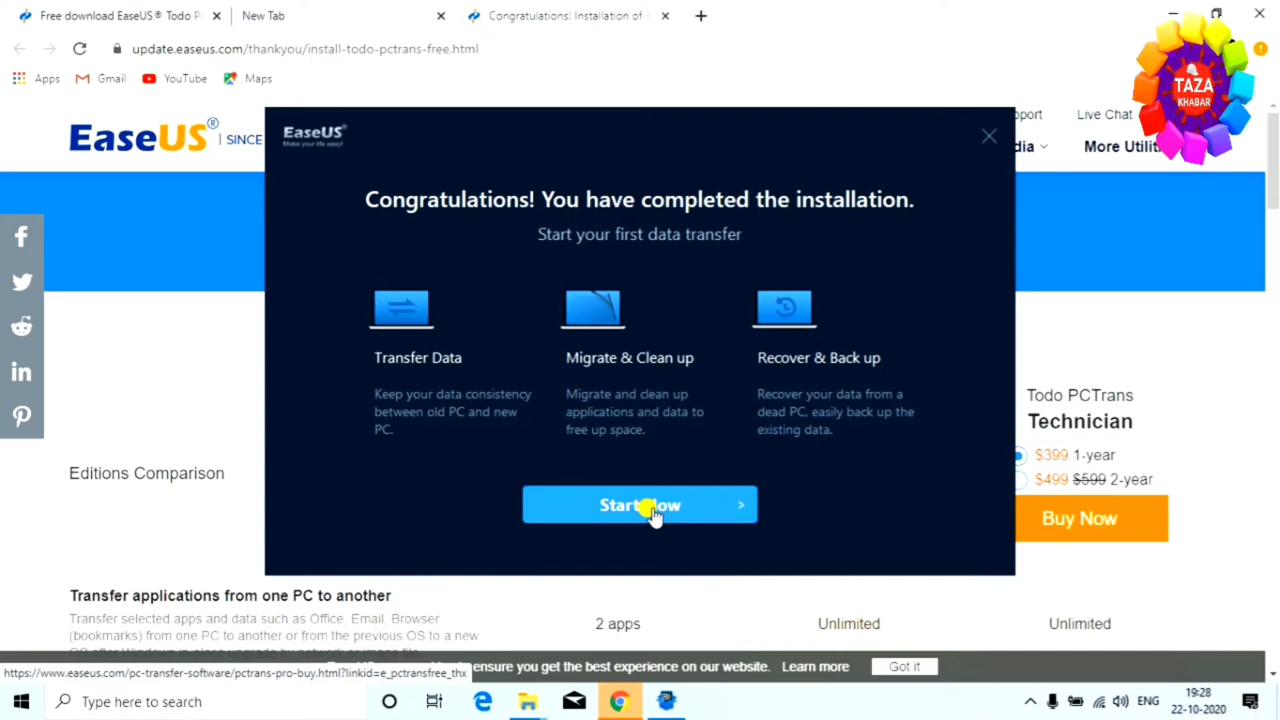 Free download EaseUS® Todo P
New Tab
Congratulations! Installation of
update.easeus.com/thankyou/install-todo-pctrans-free.html
Apps
Gmail
YouTube
Maps
TAZA
KHABAR
EaseUS®
SINCE
pport
Live Chat
dia
More Utiliti
EaseUS®
Make your life easy!
Congratulations! You have completed the installation.
Start your first data transfer
Transfer Data
Keep your data consistency
between old PC and new
PC.
Migrate & Clean up
Migrate and clean up
applications and data to
free up space.
Recover & Back up
Recover your data from a
dead PC, easily back up the
existing data.
Start Now
Editions Comparison
Todo PCTrans
Technician
$399 1-year
$499 $599 2-year
Buy Now
Transfer applications from one PC to another
Transfer selected apps and data such as Office, Email, Browser
(bookmarks) from one PC to another or from the previous OS to a new
2 apps
Unlimited
Unlimited
ensure you get the best experience on our website.
Learn more
Got it
https://www.easeus.com/pc-transfer-software/pctrans-pro-buy.html?linkid=e_pctransfree_thx
Type here to search
ENG
19:28
22-10-2020